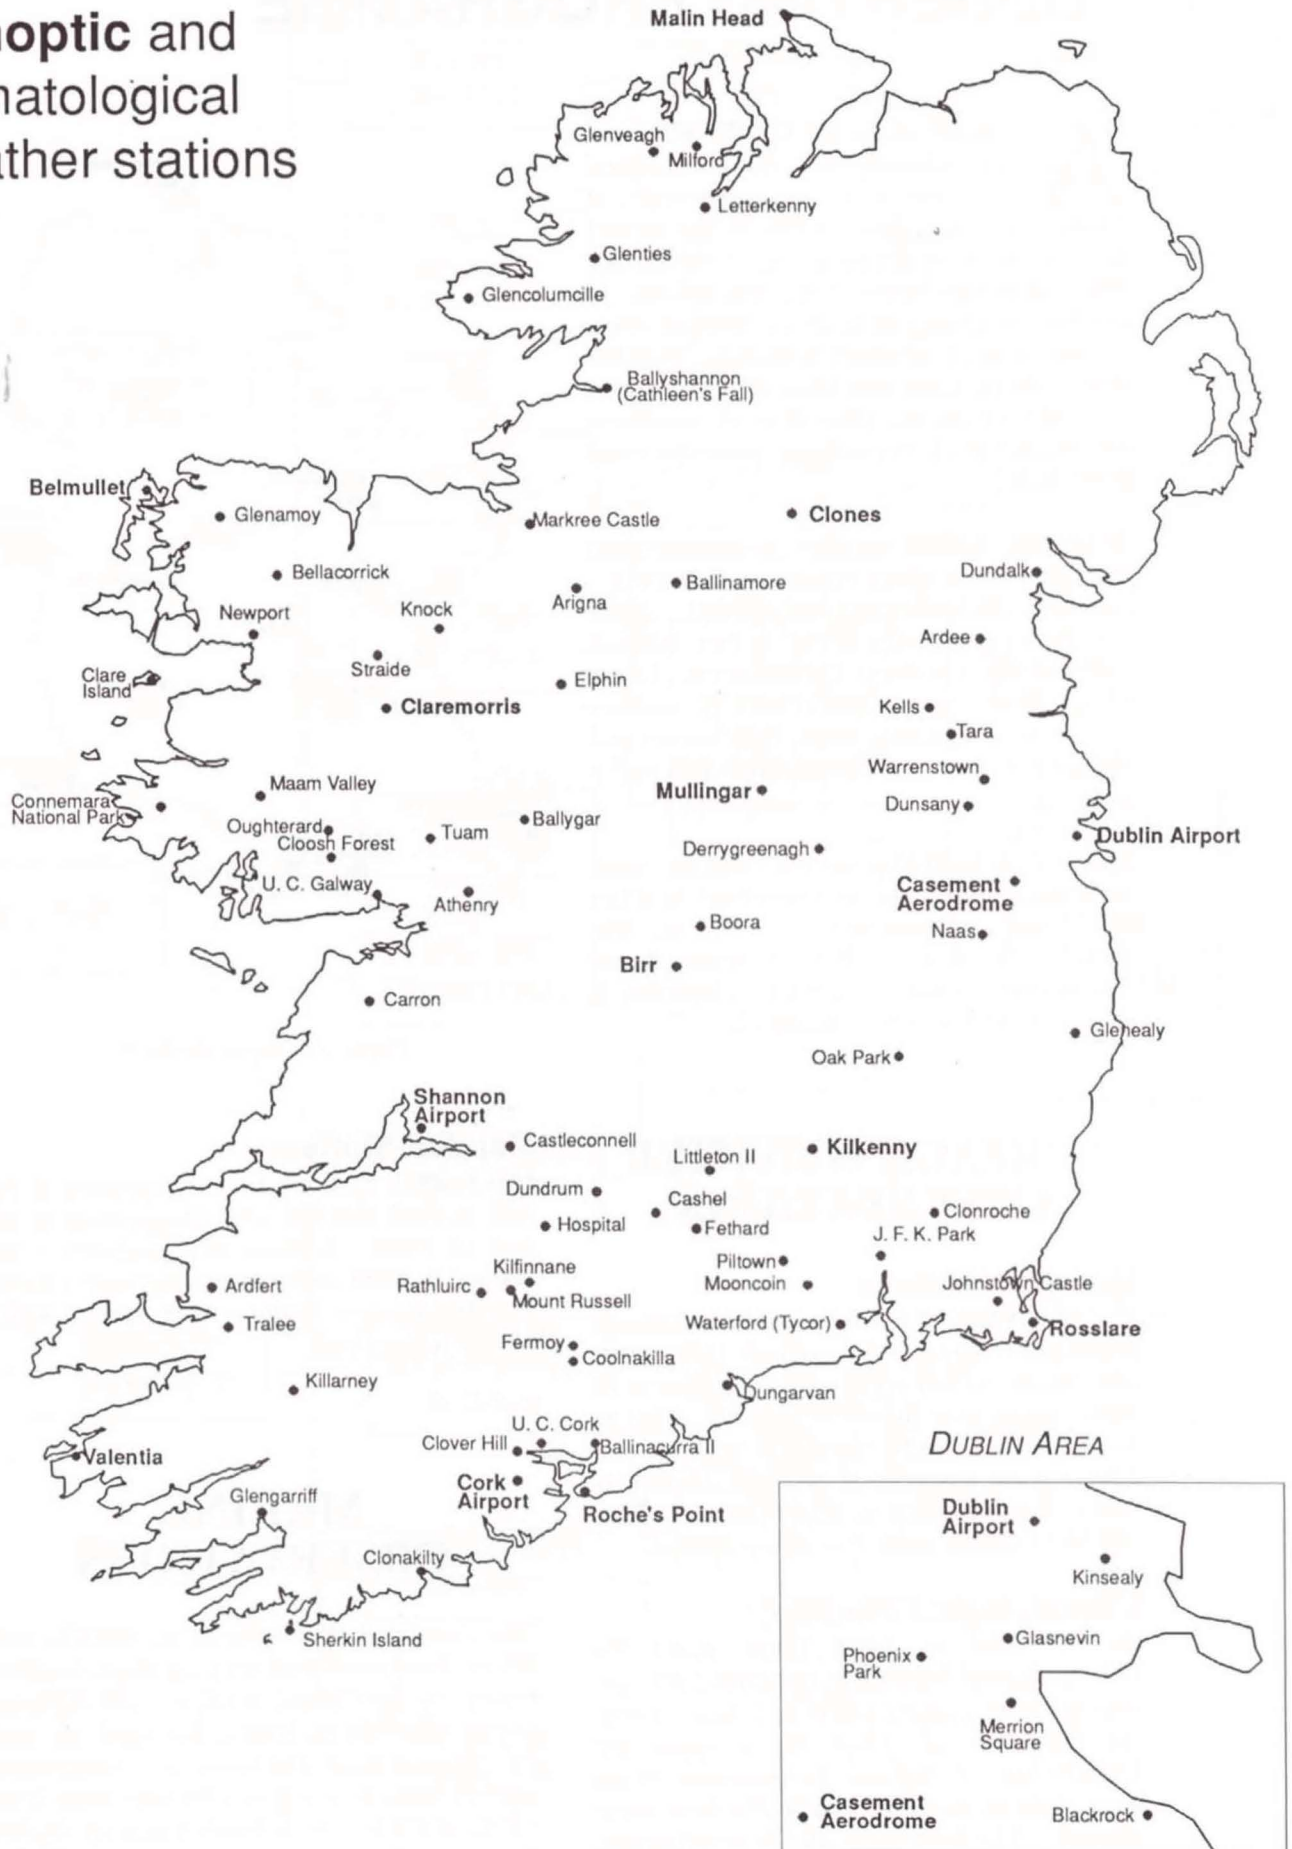 noptic and
natological
ather stations
Malin Head
Glenveagh
Milford
Letterkenny
Glenties
Glencolumcille
Ballyshannon
(Cathleen's Fall)
Belmullet
Glenamoy
Markree Castle
Clones
Bellacorrick
Ballinamore
Dundalk
Newport
Knock
Arigna
Ardee
Straide
Clare
Island
Elphin
Claremorris
Kells
Tara
Warrenstown
Maam Valley
Mullingar
Connemara
National Park
Dunsany
Oughterard
Ballygar
Tuam
Cloosh Forest
Dublin Airport
Derrygreenagh
U. C. Galway
Athenry
Casement
Aerodrome
Boora
Naas
Birr
Carron
Glenealy
Oak Park
Shannon
Airport
Castleconnell
Kilkenny
Littleton II
Dundrum
Cashel
Hospital
Fethard
Clonroche
J. F. K. Park
Piltown
Kilfinnane
Ardfert
Rathluirc
Mooncoin
Johnstown Castle
Mount Russell
Tralee
Waterford (Tycor)
Rosslare
Fermoy
Coolnakilla
Killarney
Dungarvan
U. C. Cork
Clover Hill
Ballinacurra II
Valentia
Cork
Airport
Glengarriff
Roche's Point
Clonakilty
Sherkin Island
DUBLIN AREA
Dublin
Airport
Kinsealy
Glasnevin
Phoenix
Park
Merrion
Square
Casement
Aerodrome
Blackrock